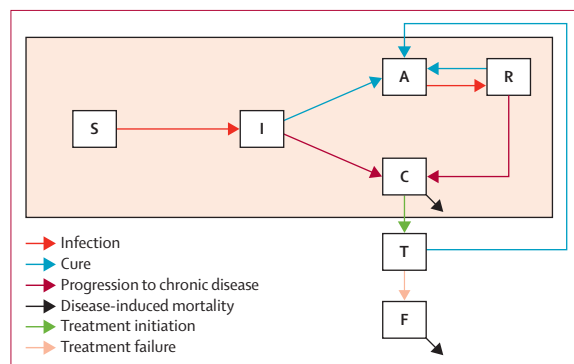 A
R
S
I
C
T
F
Infection
Cure
Progression to chronic disease
Disease-induced mortality
Treatment initiation
Treatment failure